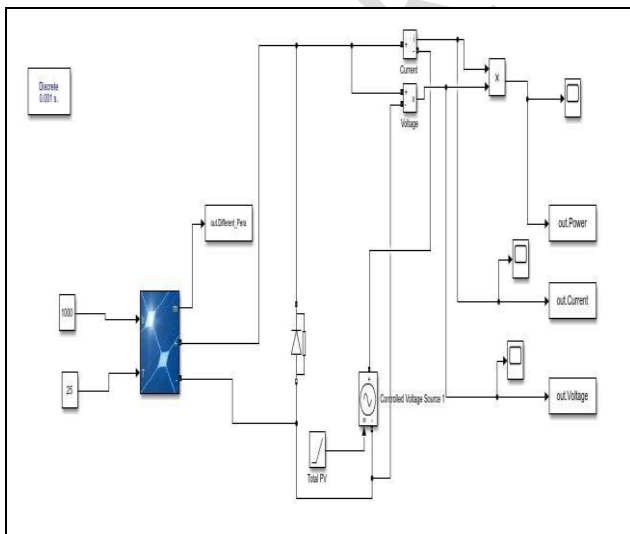 Discrete
0.001 s.
Current
Voltage
x
out.Different_Pera
out.Power
1000
out.Current
T
25
Controlled Voltage Source 1
out.Voltage
Total PV